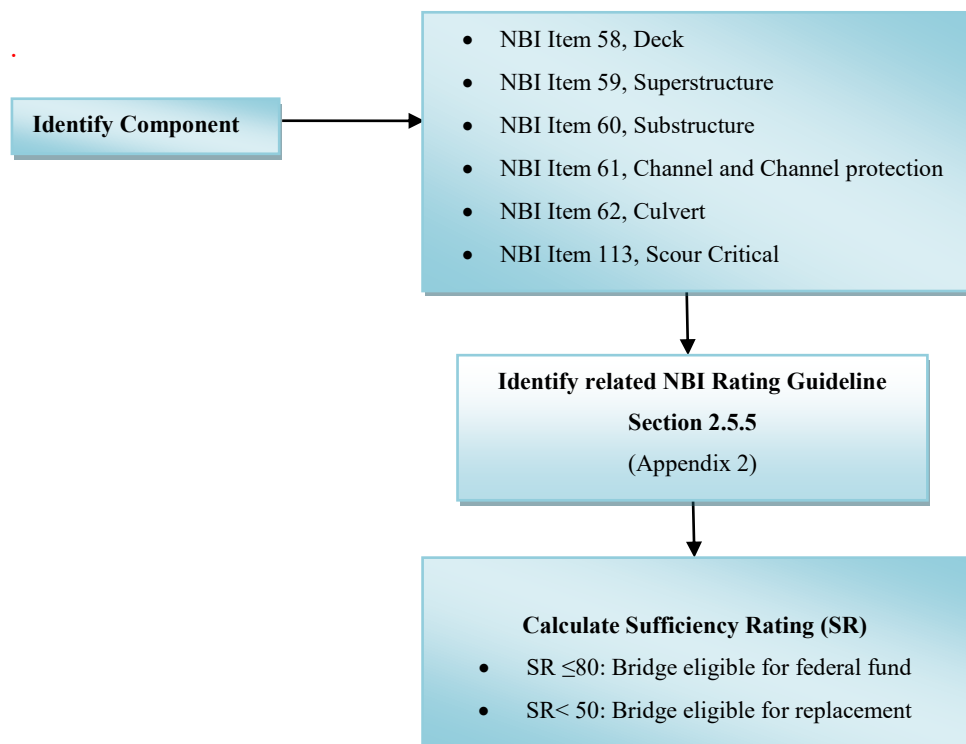 Identify Component
• NBI Item 58, Deck
• NBI Item 59, Superstructure
• NBI Item 60, Substructure
• NBI Item 61, Channel and Channel protection
• NBI Item 62, Culvert
• NBI Item 113, Scour Critical
Identify related NBI Rating Guideline
Section 2.5.5
(Appendix 2)
Calculate Sufficiency Rating (SR)
• SR ≤80: Bridge eligible for federal fund
• SR< 50: Bridge eligible for replacement